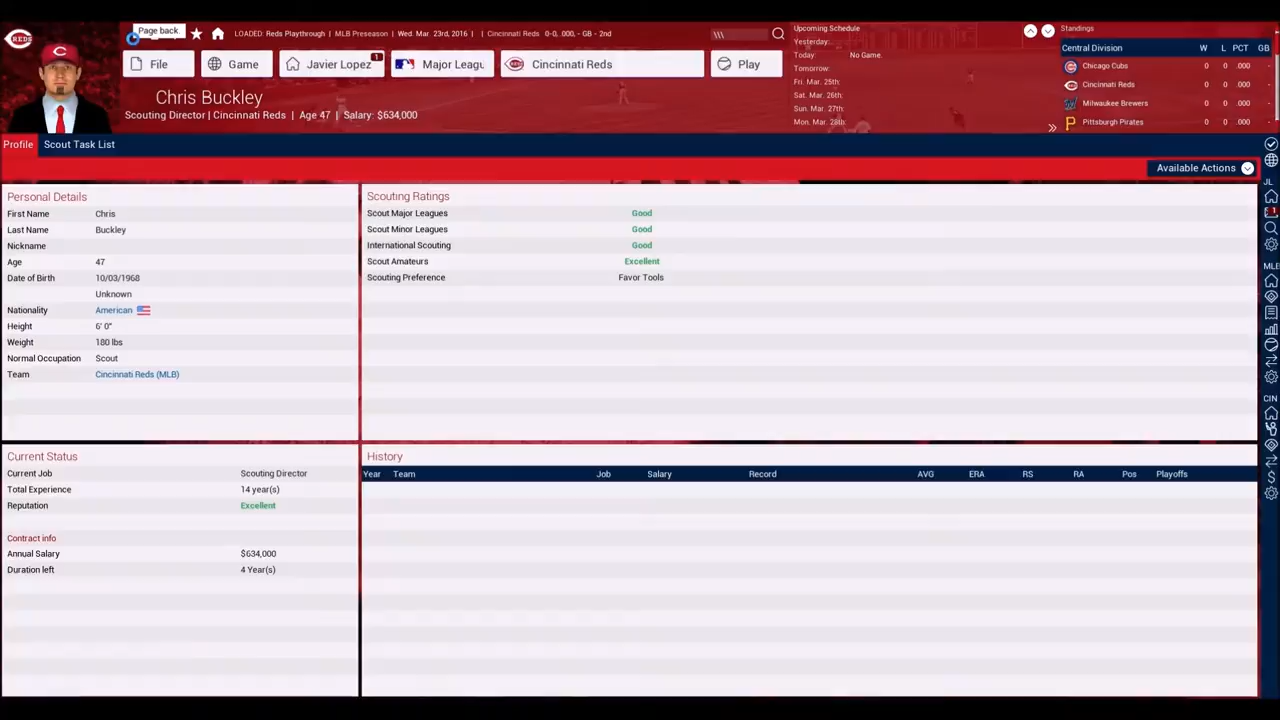 Page back.
LOADED: Reds Playthrough | MLB Preseason | Wed. Mar. 23rd, 2016 | | Cincinnati Reds 0-0, .000, - GB - 2nd
\\\
File
Game
Javier Lopez
1
Major Leagu
Cincinnati Reds
Play
REDS
C
Chris Buckley
Scouting Director | Cincinnati Reds | Age 47 | Salary: $634,000
Upcoming Schedule
Yesterday:
Today: No Game.
Tomorrow:
Fri. Mar. 25th:
Sat. Mar. 26th:
Sun. Mar. 27th:
Mon. Mar. 28th:
Standings
Central Division W L PCT GB
Chicago Cubs 0 0 .000 -
Cincinnati Reds 0 0 .000 -
Milwaukee Brewers 0 0 .000 -
Pittsburgh Pirates 0 0 .000 -
Profile
Scout Task List
Available Actions
Personal Details
First Name Chris
Last Name Buckley
Nickname
Age 47
Date of Birth 10/03/1968
Unknown
Nationality American
Height 6' 0"
Weight 180 lbs
Normal Occupation Scout
Team Cincinnati Reds (MLB)
Scouting Ratings
Scout Major Leagues Good
Scout Minor Leagues Good
International Scouting Good
Scout Amateurs Excellent
Scouting Preference Favor Tools
Current Status
Current Job Scouting Director
Total Experience 14 year(s)
Reputation Excellent
Contract info
Annual Salary $634,000
Duration left 4 Year(s)
History
Year Team Job Salary Record AVG ERA RS RA Pos Playoffs
JL
1
MLB
CIN
$